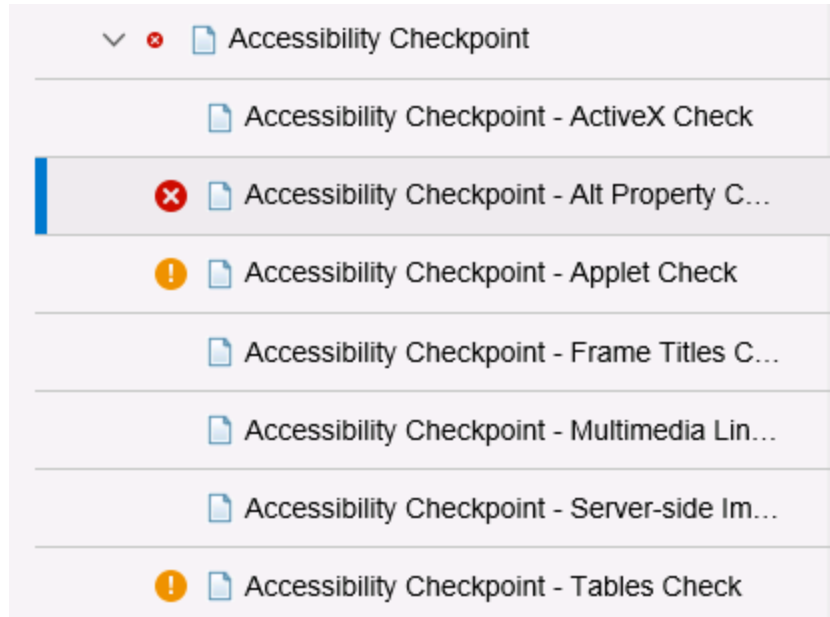 Accessibility Checkpoint
Accessibility Checkpoint - ActiveX Check
Accessibility Checkpoint - Alt Property C...
Accessibility Checkpoint - Applet Check
Accessibility Checkpoint - Frame Titles C...
Accessibility Checkpoint - Multimedia Lin...
Accessibility Checkpoint - Server-side Im...
Accessibility Checkpoint - Tables Check